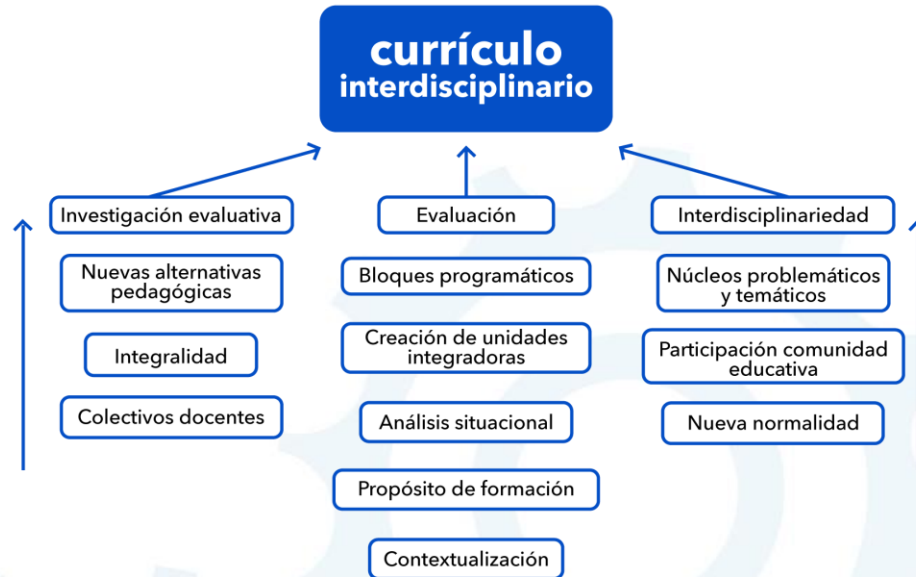 currículo
interdisciplinario
Investigación evaluativa
Nuevas alternativas
pedagógicas
Integralidad
Colectivos docentes
Evaluación
Bloques programáticos
Creación de unidades
integradoras
Análisis situacional
Propósito de formación
Contextualización
Interdisciplinariedad
Núcleos problemáticos
y temáticos
Participación comunidad
educativa
Nueva normalidad